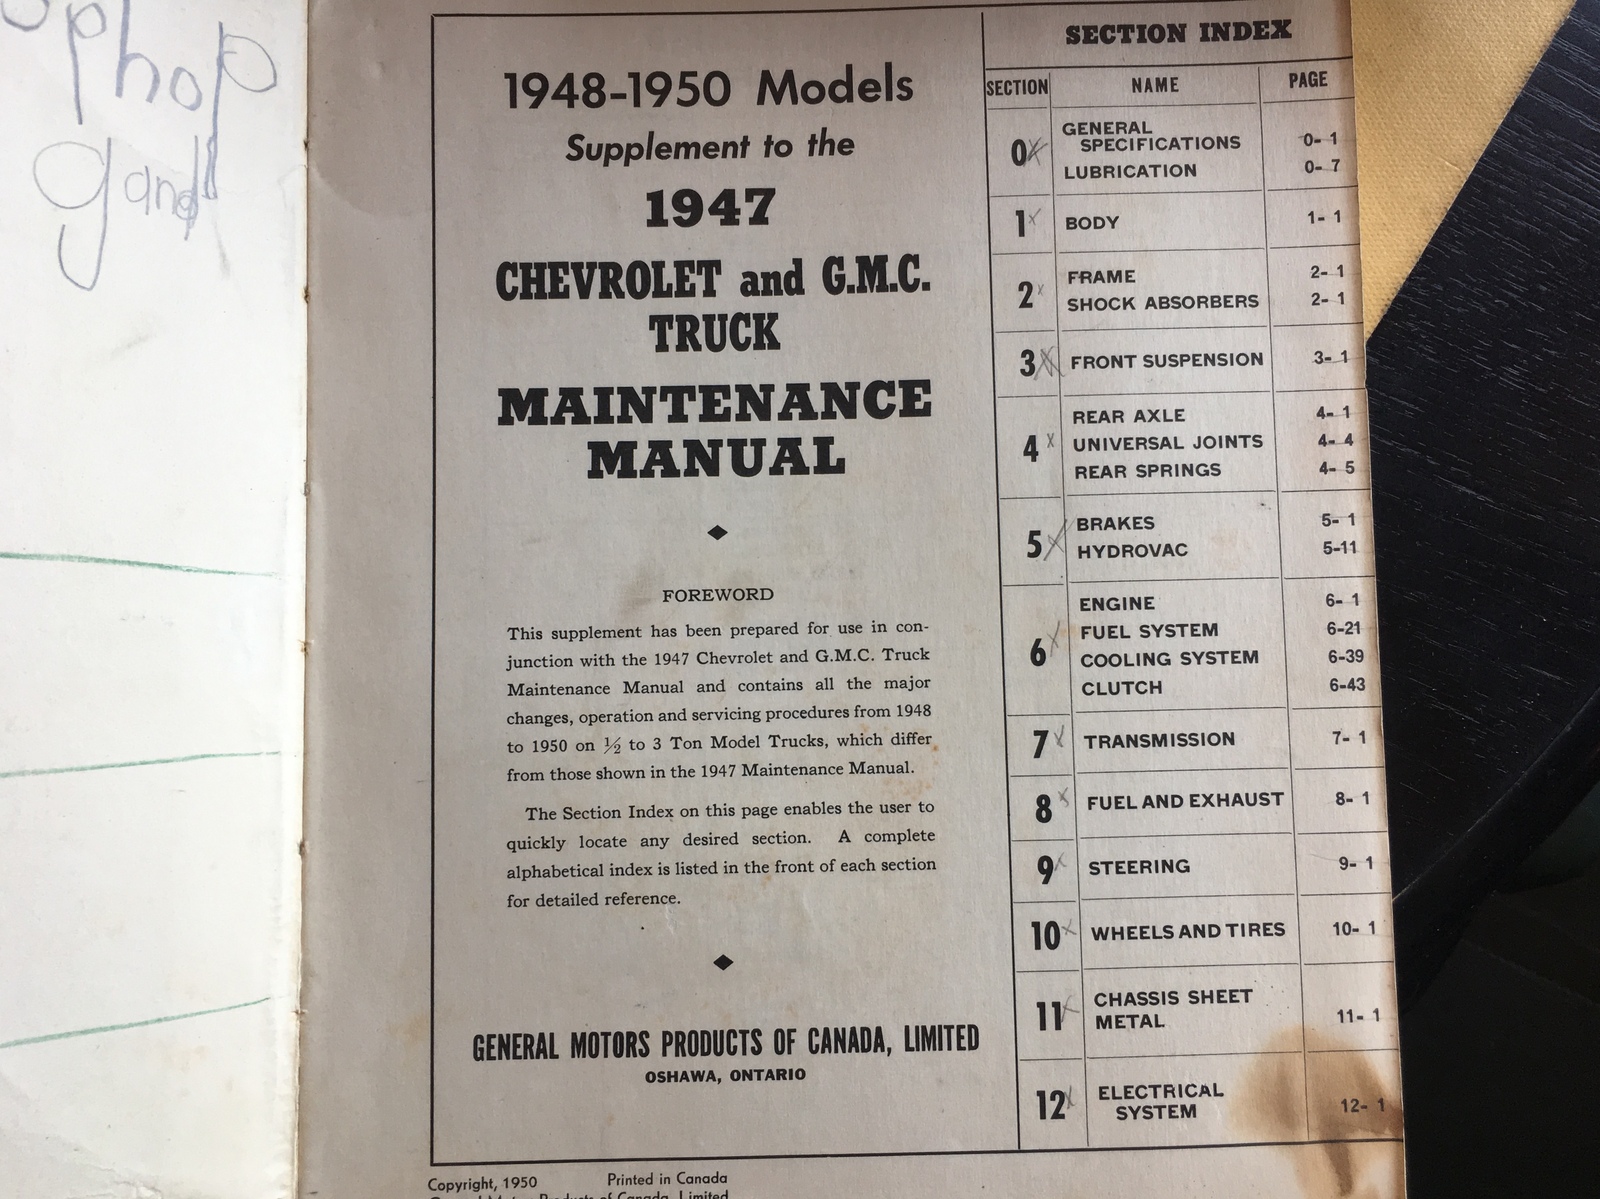 phop
gand
1948-1950 Models
Supplement to the
1947
CHEVROLET and G.M.C.
TRUCK
MAINTENANCE
MANUAL
FOREWORD
This supplement has been prepared for use in con-
junction with the 1947 Chevrolet and G.M.C. Truck
Maintenance Manual and contains all the major
changes, operation and servicing procedures from 1948
to 1950 on ½ to 3 Ton Model Trucks, which differ
from those shown in the 1947 Maintenance Manual.
The Section Index on this page enables the user to
quickly locate any desired section. A complete
alphabetical index is listed in the front of each section
for detailed reference.
GENERAL MOTORS PRODUCTS OF CANADA, LIMITED
OSHAWA, ONTARIO
Copyright, 1950 Printed in Canada
General Motors Products of Canada, Limited
SECTION INDEX
SECTION NAME PAGE
0 GENERAL
SPECIFICATIONS 0- 1
LUBRICATION 0- 7
1 BODY 1- 1
2 FRAME 2- 1
SHOCK ABSORBERS 2- 1
3 FRONT SUSPENSION 3- 1
4 REAR AXLE 4- 1
UNIVERSAL JOINTS 4- 4
REAR SPRINGS 4- 5
5 BRAKES 5- 1
HYDROVAC 5-11
6 ENGINE 6- 1
FUEL SYSTEM 6-21
COOLING SYSTEM 6-39
CLUTCH 6-43
7 TRANSMISSION 7- 1
8 FUEL AND EXHAUST 8- 1
9 STEERING 9- 1
10 WHEELS AND TIRES 10- 1
11 CHASSIS SHEET
METAL 11- 1
12 ELECTRICAL
SYSTEM 12- 1